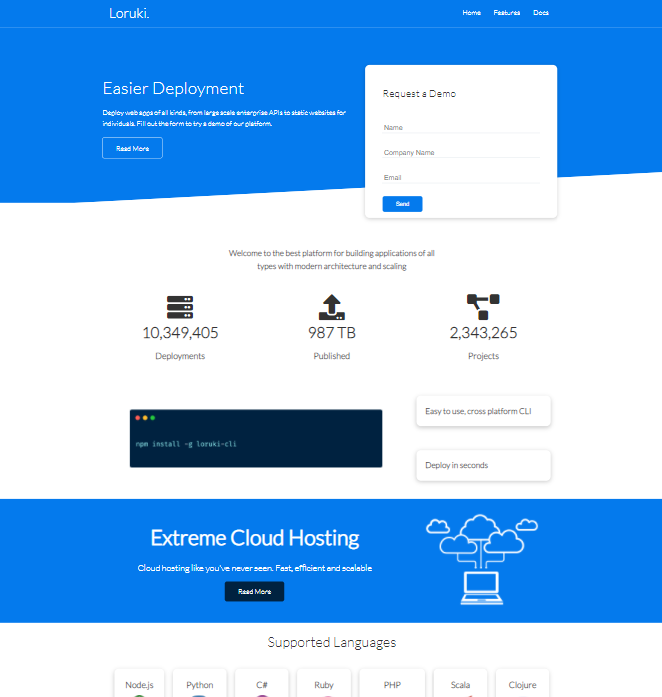 Loruki.
Home Features Docs
Easier Deployment
Deploy web apps of all kinds, from large scale enterprise APIs to static websites for
individuals. Fill out the form to try a demo of our platform.
Read More
Request a Demo
Name
Company Name
Email
Send
Welcome to the best platform for building applications of all
types with modern architecture and scaling
10,349,405
Deployments
987 TB
Published
2,343,265
Projects
npm install -g loruki-cli
Easy to use, cross platform CLI
Deploy in seconds
Extreme Cloud Hosting
Cloud hosting like you've never seen. Fast, efficient and scalable
Read More
Supported Languages
Node.js Python C# Ruby PHP Scala Clojure